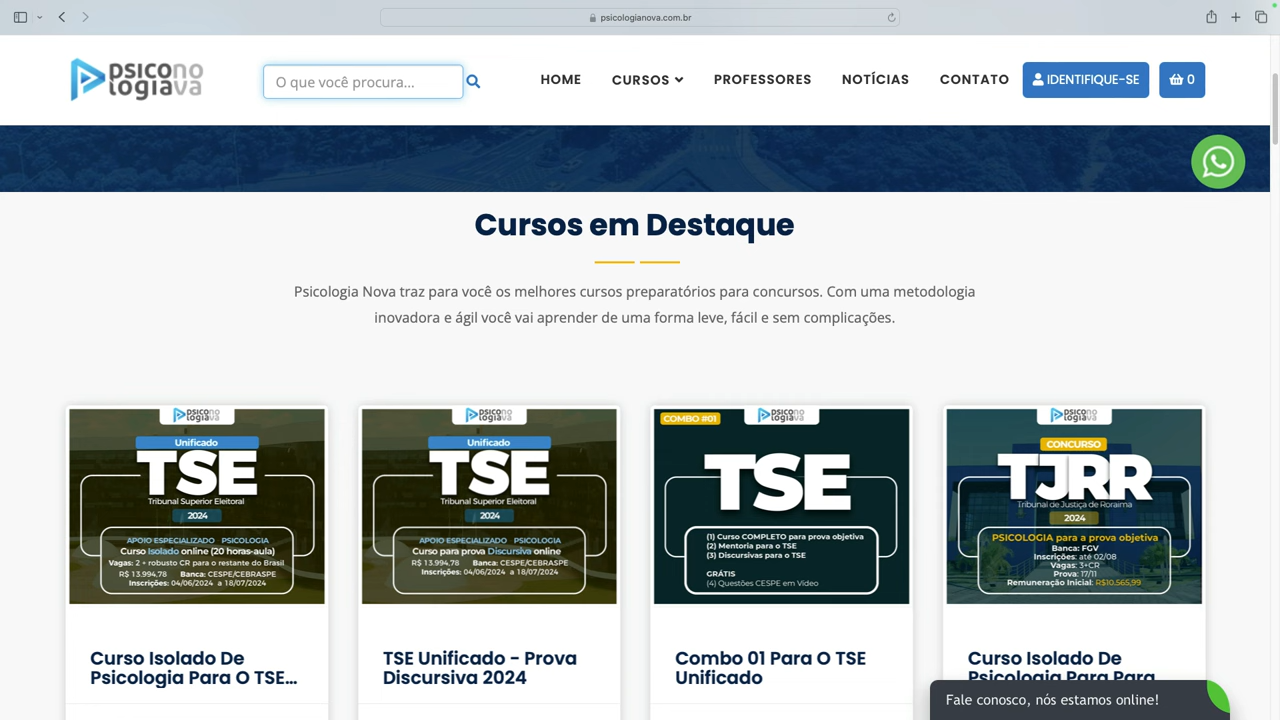 psicologianova.com.br
psicono
logiava
O que você procura...
HOME
CURSOS
PROFESSORES
NOTÍCIAS
CONTATO
IDENTIFIQUE-SE
0
Cursos em Destaque
Psicologia Nova traz para você os melhores cursos preparatórios para concursos. Com uma metodologia
inovadora e ágil você vai aprender de uma forma leve, fácil e sem complicações.
psicono
logiava
Unificado
TSE
Tribunal Superior Eleitoral
2024
APOIO ESPECIALIZADO PSICOLOGIA
Curso Isolado online (20 horas-aula)
Vagas: 2 + robusto CR para o restante do Brasil
R$ 13.994,78 Banca: CESPE/CEBRASPE
Inscrições: 04/06/2024 a 18/07/2024
Curso Isolado De
Psicologia Para O TSE...
psicono
logiava
Unificado
TSE
Tribunal Superior Eleitoral
2024
APOIO ESPECIALIZADO PSICOLOGIA
Curso para prova Discursiva online
R$ 13.994,78 Banca: CESPE/CEBRASPE
Inscrições: 04/06/2024 a 18/07/2024
TSE Unificado - Prova
Discursiva 2024
COMBO #01
psicono
logiava
TSE
(1) Curso COMPLETO para a prova objetiva
(2) Mentoria para o TSE
(3) Discursivas para o TSE
GRÁTIS
(4) Questões CESPE em Vídeo
Combo 01 Para O TSE
Unificado
psicono
logiava
CONCURSO
TJRR
Tribunal de Justiça de Roraima
2024
PSICOLOGIA para a prova objetiva
Banca: FGV
Inscrições: até 02/08
Vagas: 3+CR
Prova: 17/11
Remuneração Inicial: R$10.565,99
Curso Isolado De
Psicologia Para Para
Fale conosco, nós estamos online!